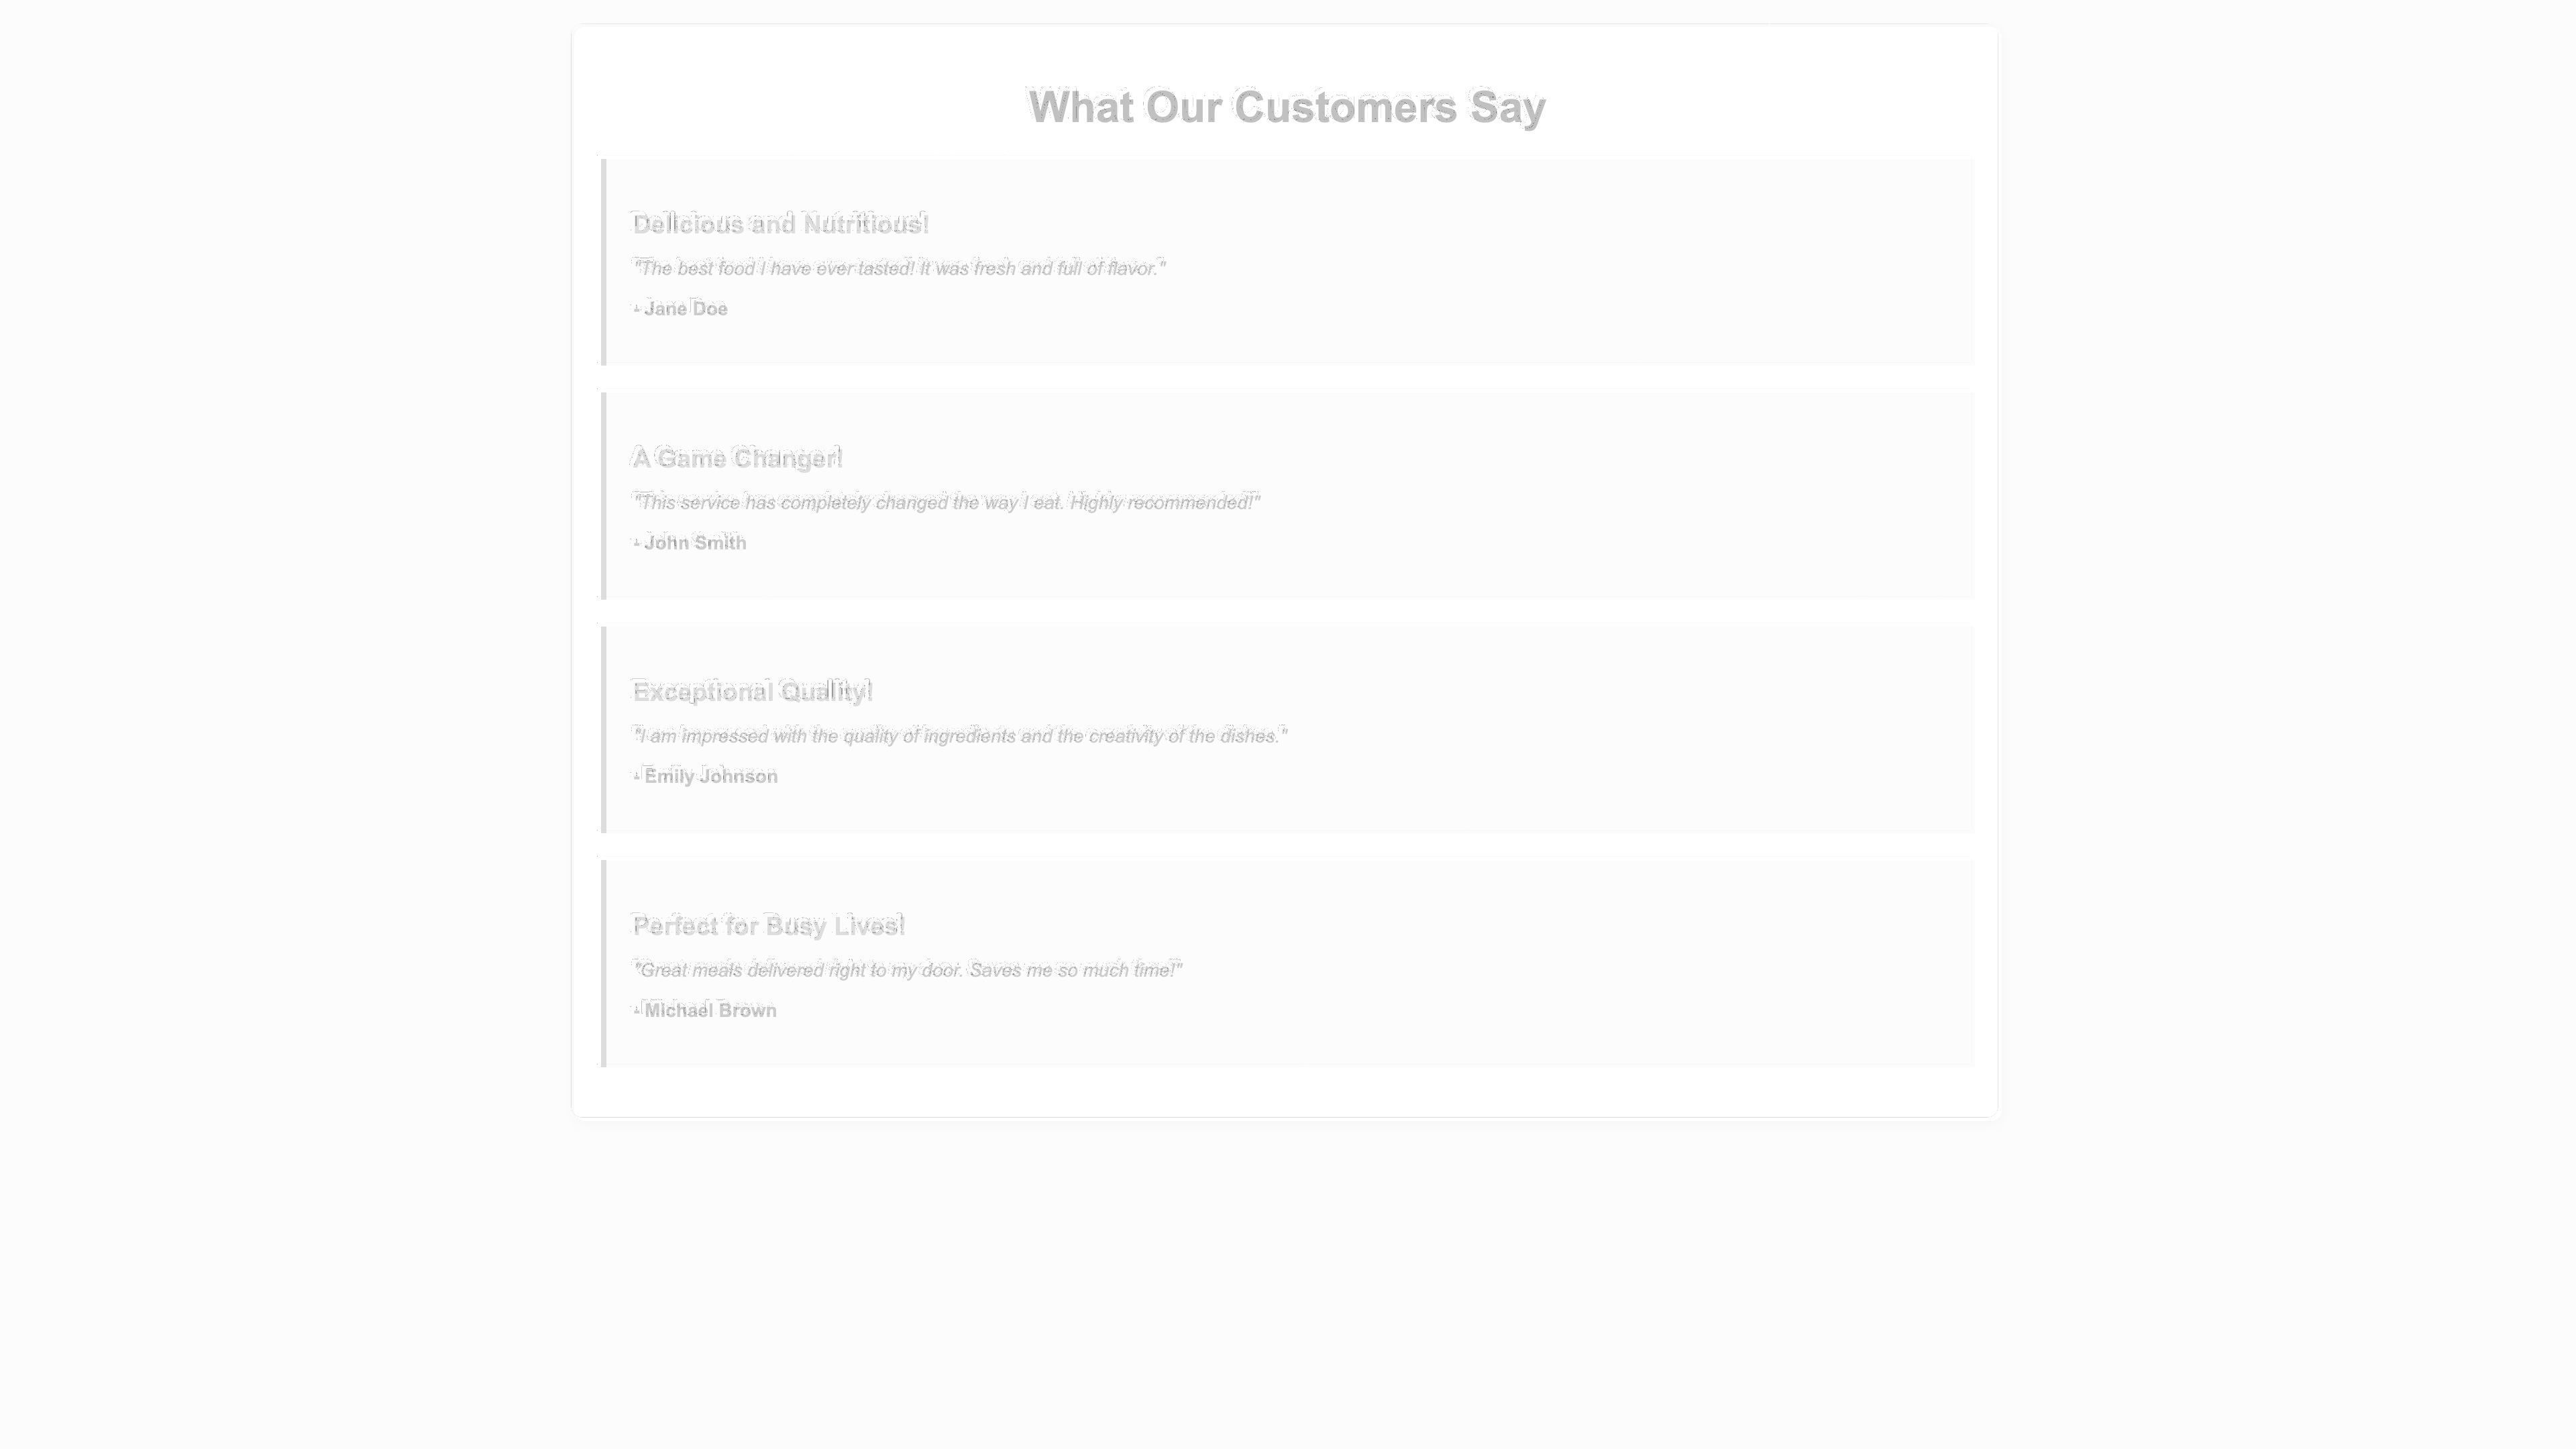 What Our Customers Say
Delicious and Nutritious!
"The best food I have ever tasted! It was fresh and full of flavor."
- Jane Doe
A Game Changer!
"This service has completely changed the way I eat. Highly recommended!"
- John Smith
Exceptional Quality!
"I am impressed with the quality of ingredients and the creativity of the dishes."
- Emily Johnson
Perfect for Busy Lives!
"Great meals delivered right to my door. Saves me so much time!"
- Michael Brown